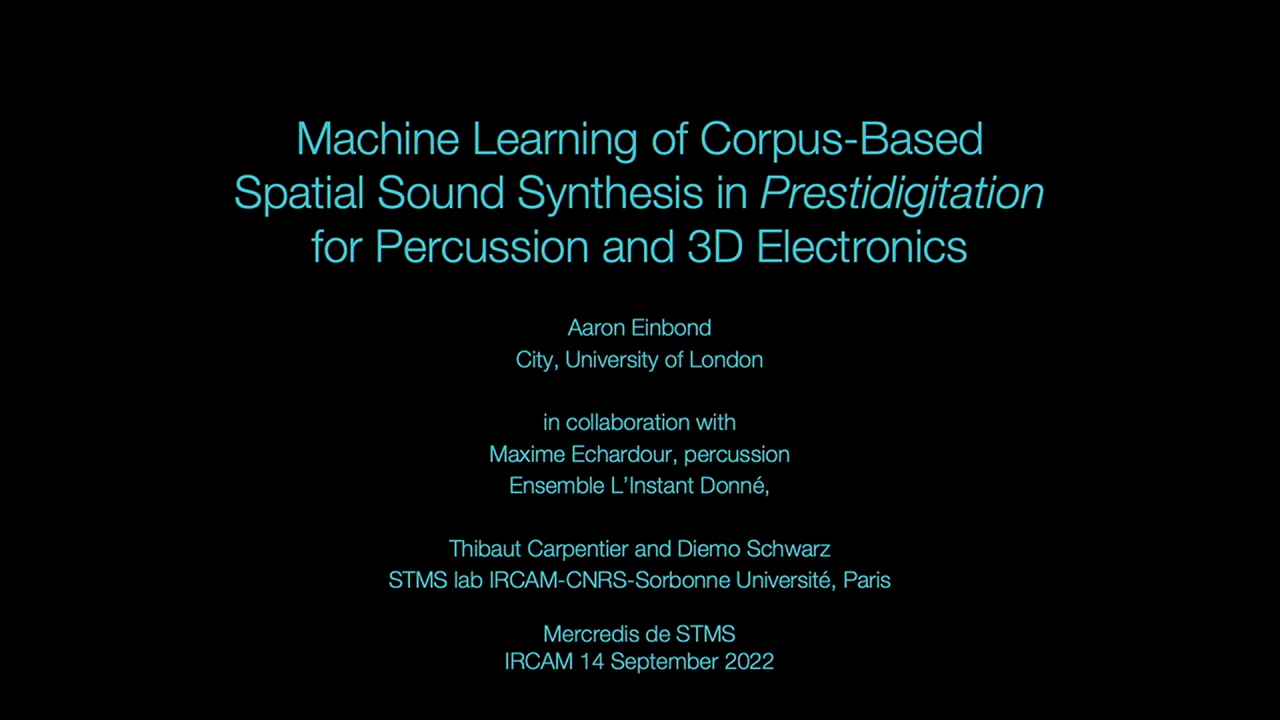 Machine Learning of Corpus-Based
Spatial Sound Synthesis in Prestidigitation
for Percussion and 3D Electronics
Aaron Einbond
City, University of London
in collaboration with
Maxime Echardour, percussion
Ensemble L’Instant Donné,
Thibaut Carpentier and Diemo Schwarz
STMS lab IRCAM-CNRS-Sorbonne Université, Paris
Mercredis de STMS
IRCAM 14 September 2022